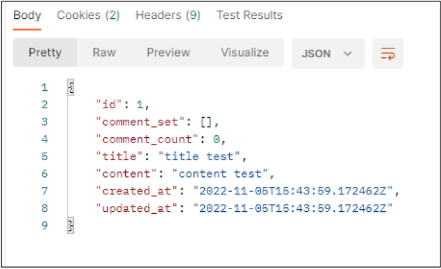 Body Cookies (2) Headers (9) Test Results
Pretty Raw Preview Visualize JSON
1 {
2 "id": 1,
3 "comment_set": [],
4 "comment_count": 0,
5 "title": "title test",
6 "content": "content test",
7 "created_at": "2022-11-05T15:43:59.172462Z",
8 "updated_at": "2022-11-05T15:43:59.172462Z"
9 }